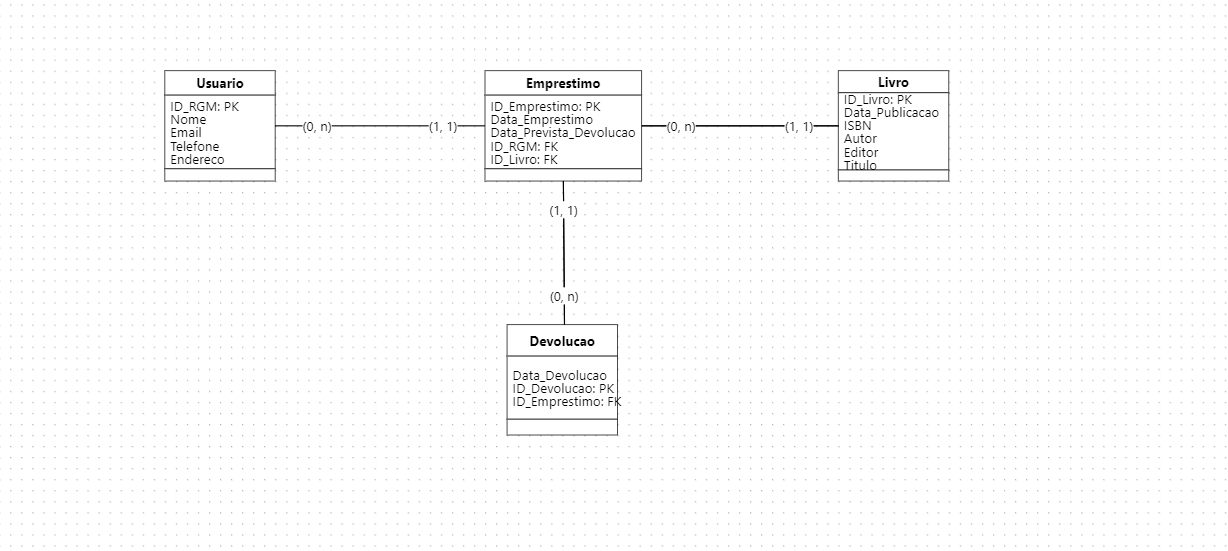 Usuario
ID_RGM: PK
Nome
Email
Telefone
Endereco
(0, n)
(1, 1)
Emprestimo
ID_Emprestimo: PK
Data_Emprestimo
Data_Prevista_Devolucao
ID_RGM: FK
ID_Livro: FK
(0, n)
(1, 1)
Livro
ID_Livro: PK
Data_Publicacao
ISBN
Autor
Editor
Titulo
(1, 1)
(0, n)
Devolucao
Data_Devolucao
ID_Devolucao: PK
ID_Emprestimo: FK